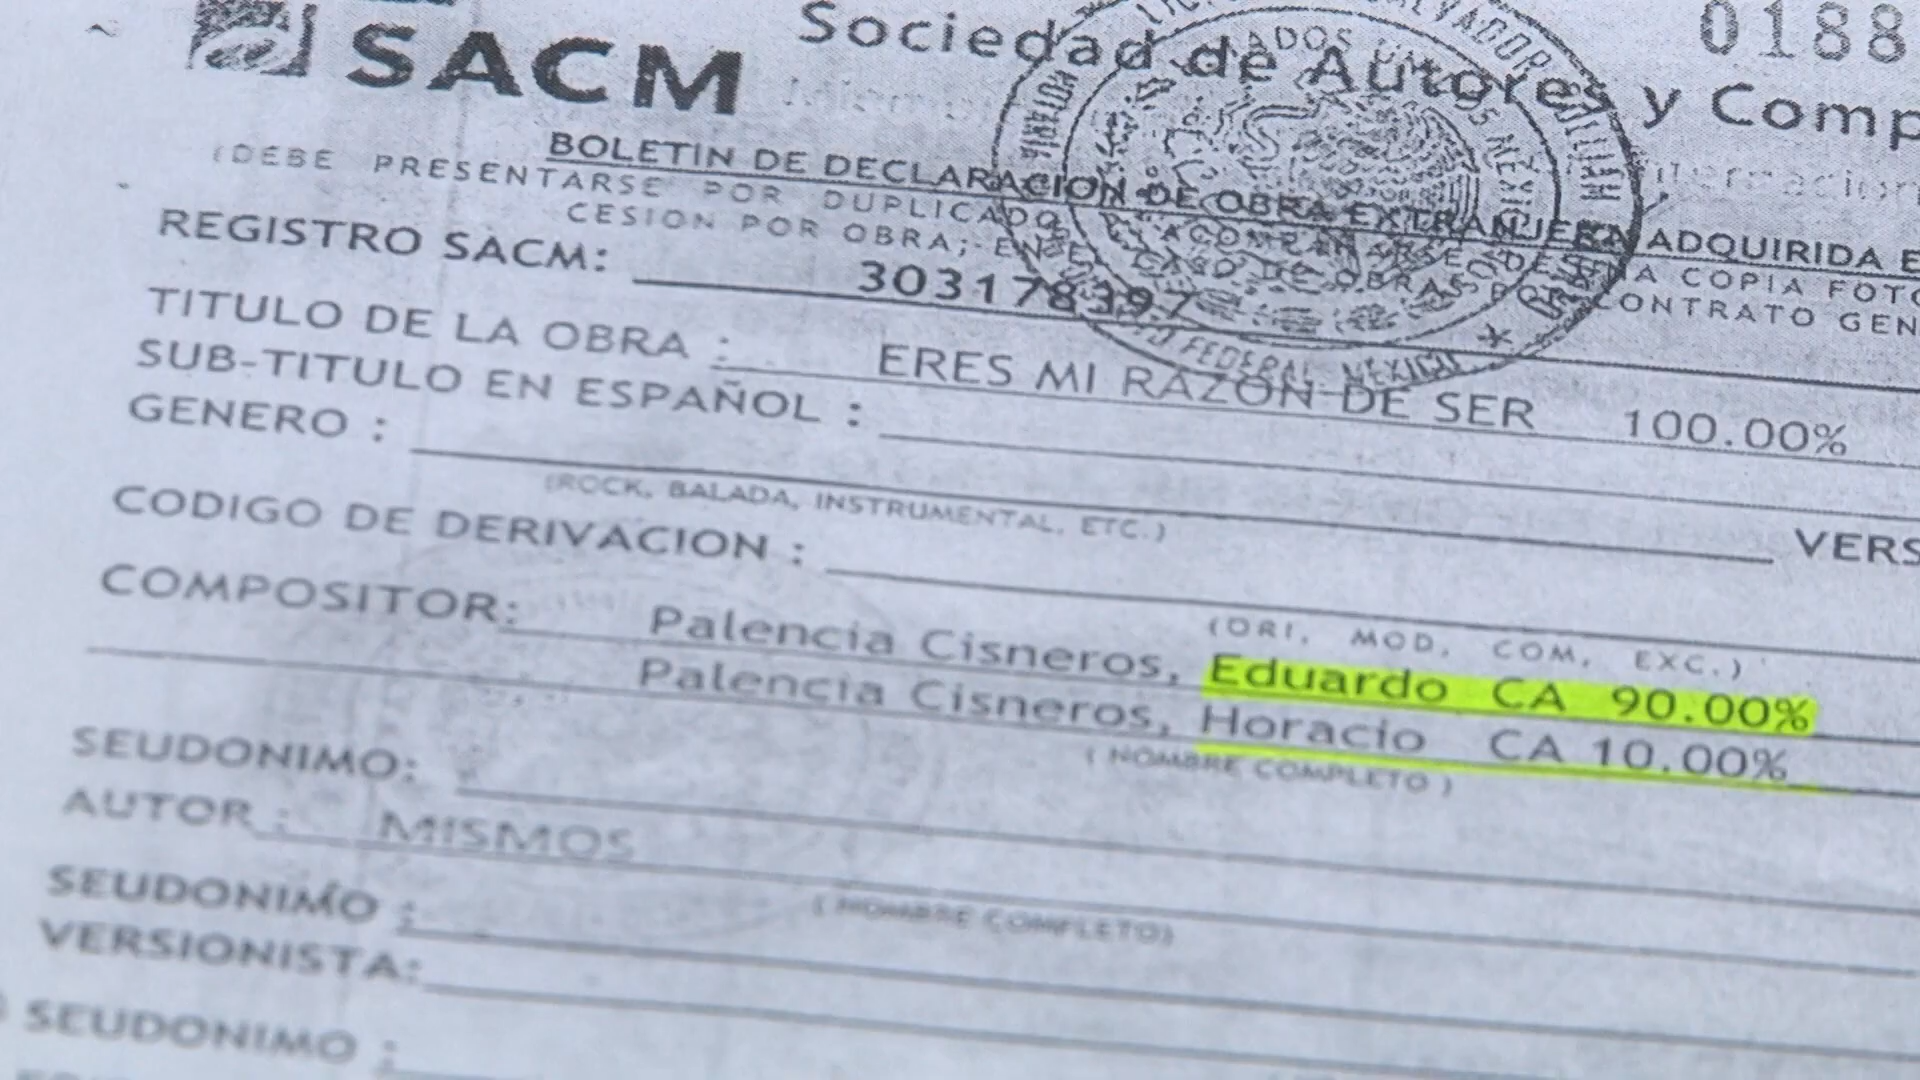 SACM
Sociedad de Autores y Comp
0188
BOLETIN DE DECLARACION DE OBRA EXTRANJERA ADQUIRIDA E
(DEBE PRESENTARSE POR DUPLICADO
COPIA FOTO
CESION POR OBRA; EN EL CASO DE OBRAS POR CONTRATO GEN
REGISTRO SACM: 303178397
TITULO DE LA OBRA : ERES MI RAZON DE SER 100.00%
SUB-TITULO EN ESPAÑOL :
GENERO :
(ROCK, BALADA, INSTRUMENTAL, ETC.)
VERS
CODIGO DE DERIVACION :
(ORI, MOD, COM, EXC.)
COMPOSITOR: Palencia Cisneros, Eduardo CA 90.00%
Palencia Cisneros, Horacio CA 10.00%
(NOMBRE COMPLETO)
SEUDONIMO:
AUTOR : MISMOS
(NOMBRE COMPLETO)
SEUDONIMO :
VERSIONISTA:
SEUDONIMO :